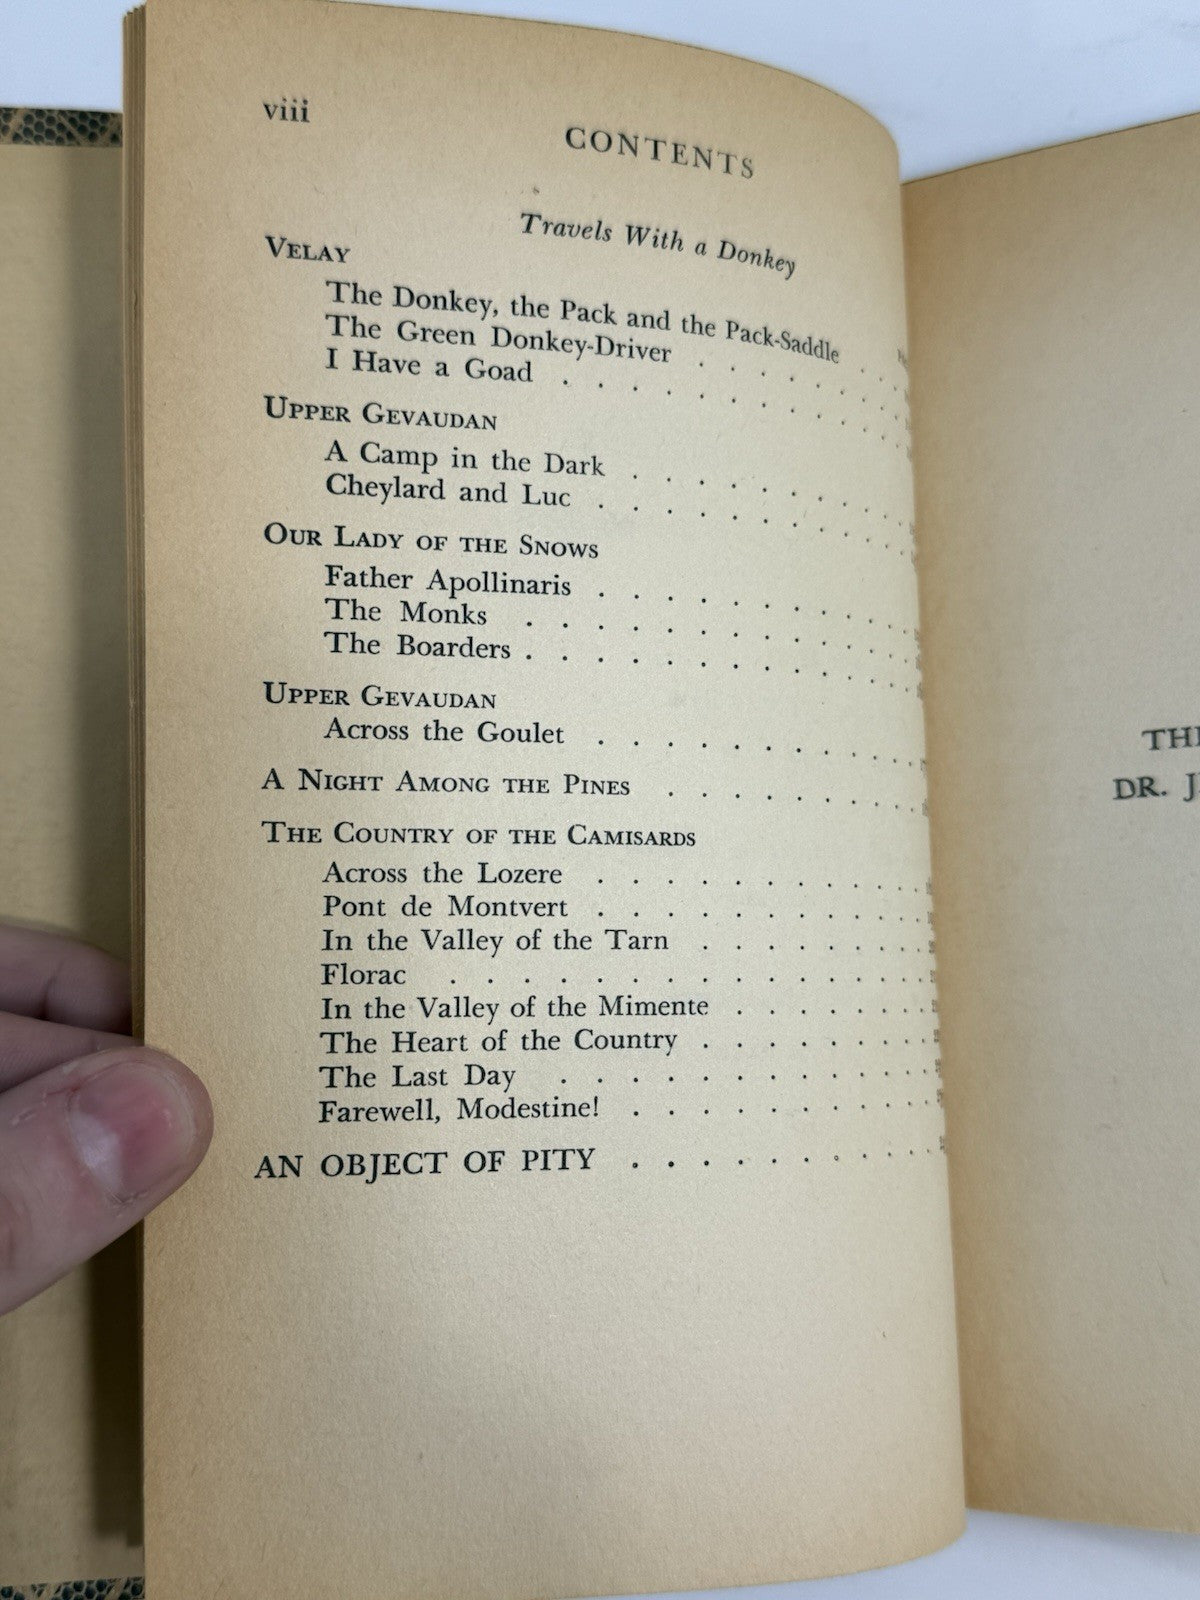 viii
CONTENTS
Travels With a Donkey
VELAY
The Donkey, the Pack and the Pack-Saddle
The Green Donkey-Driver
I Have a Goad
UPPER GEVAUDAN
A Camp in the Dark
Cheylard and Luc
OUR LADY OF THE SNOWS
Father Apollinaris
The Monks
The Boarders
UPPER GEVAUDAN
Across the Goulet
A NIGHT AMONG THE PINES
THE COUNTRY OF THE CAMISARDS
Across the Lozere
Pont de Montvert
In the Valley of the Tarn
Florac
In the Valley of the Mimente
The Heart of the Country
The Last Day
Farewell, Modestine!
AN OBJECT OF PITY
DR.